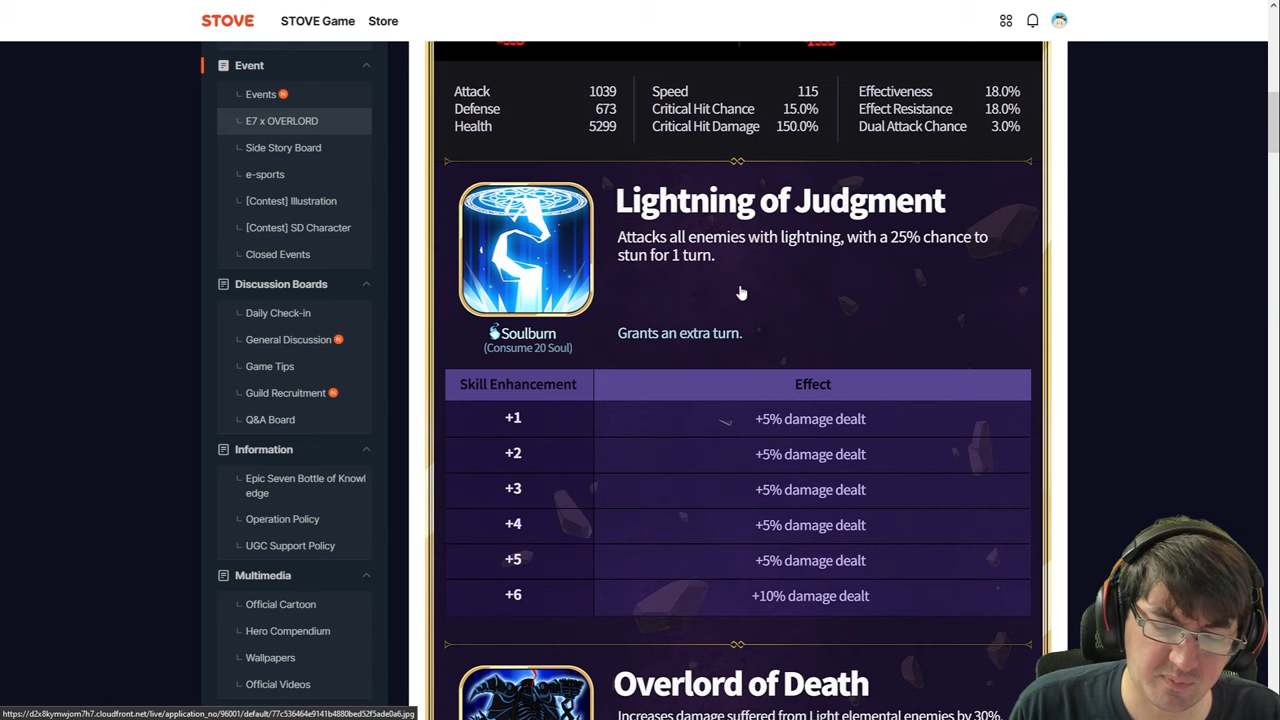 STOVE
STOVE Game
Store
Event
Events N
E7 x OVERLORD
Side Story Board
e-sports
[Contest] Illustration
[Contest] SD Character
Closed Events
Discussion Boards
Daily Check-in
General Discussion N
Game Tips
Guild Recruitment N
Q&A Board
Information
Epic Seven Bottle of Knowl
edge
Operation Policy
UGC Support Policy
Multimedia
Official Cartoon
Hero Compendium
Wallpapers
Official Videos
Attack 1039 Speed 115 Effectiveness 18.0%
Defense 673 Critical Hit Chance 15.0% Effect Resistance 18.0%
Health 5299 Critical Hit Damage 150.0% Dual Attack Chance 3.0%
Lightning of Judgment
Attacks all enemies with lightning, with a 25% chance to
stun for 1 turn.
Soulburn
(Consume 20 Soul)
Grants an extra turn.
Skill Enhancement Effect
+1 +5% damage dealt
+2 +5% damage dealt
+3 +5% damage dealt
+4 +5% damage dealt
+5 +5% damage dealt
+6 +10% damage dealt
Overlord of Death
Increases damage suffered from Light elemental enemies by 30%.